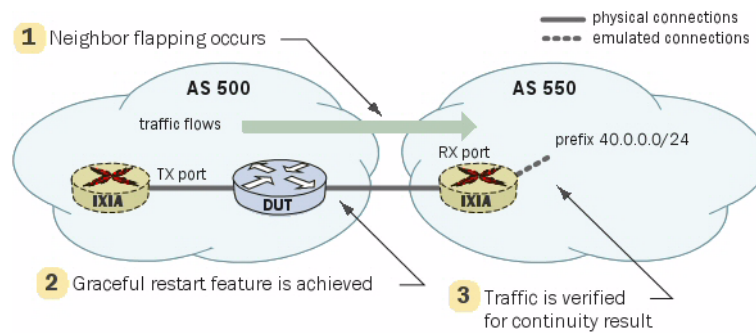 physical connections
emulated connections
1 Neighbor flapping occurs
AS 500
AS 550
traffic flows
prefix 40.0.0.0/24
RX port
TX port
IXIA
DUT
IXIA
2 Graceful restart feature is achieved
3 Traffic is verified
for continuity result